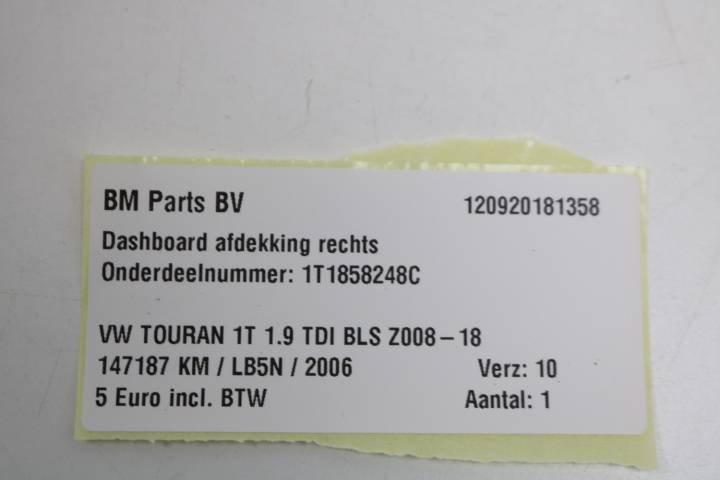 BM Parts BV 120920181358
Dashboard afdekking rechts
Onderdeelnummer: 1T1858248C
VW TOURAN 1T 1.9 TDI BLS Z008-18
147187 KM / LB5N / 2006 Verz: 10
5 Euro incl. BTW Aantal: 1